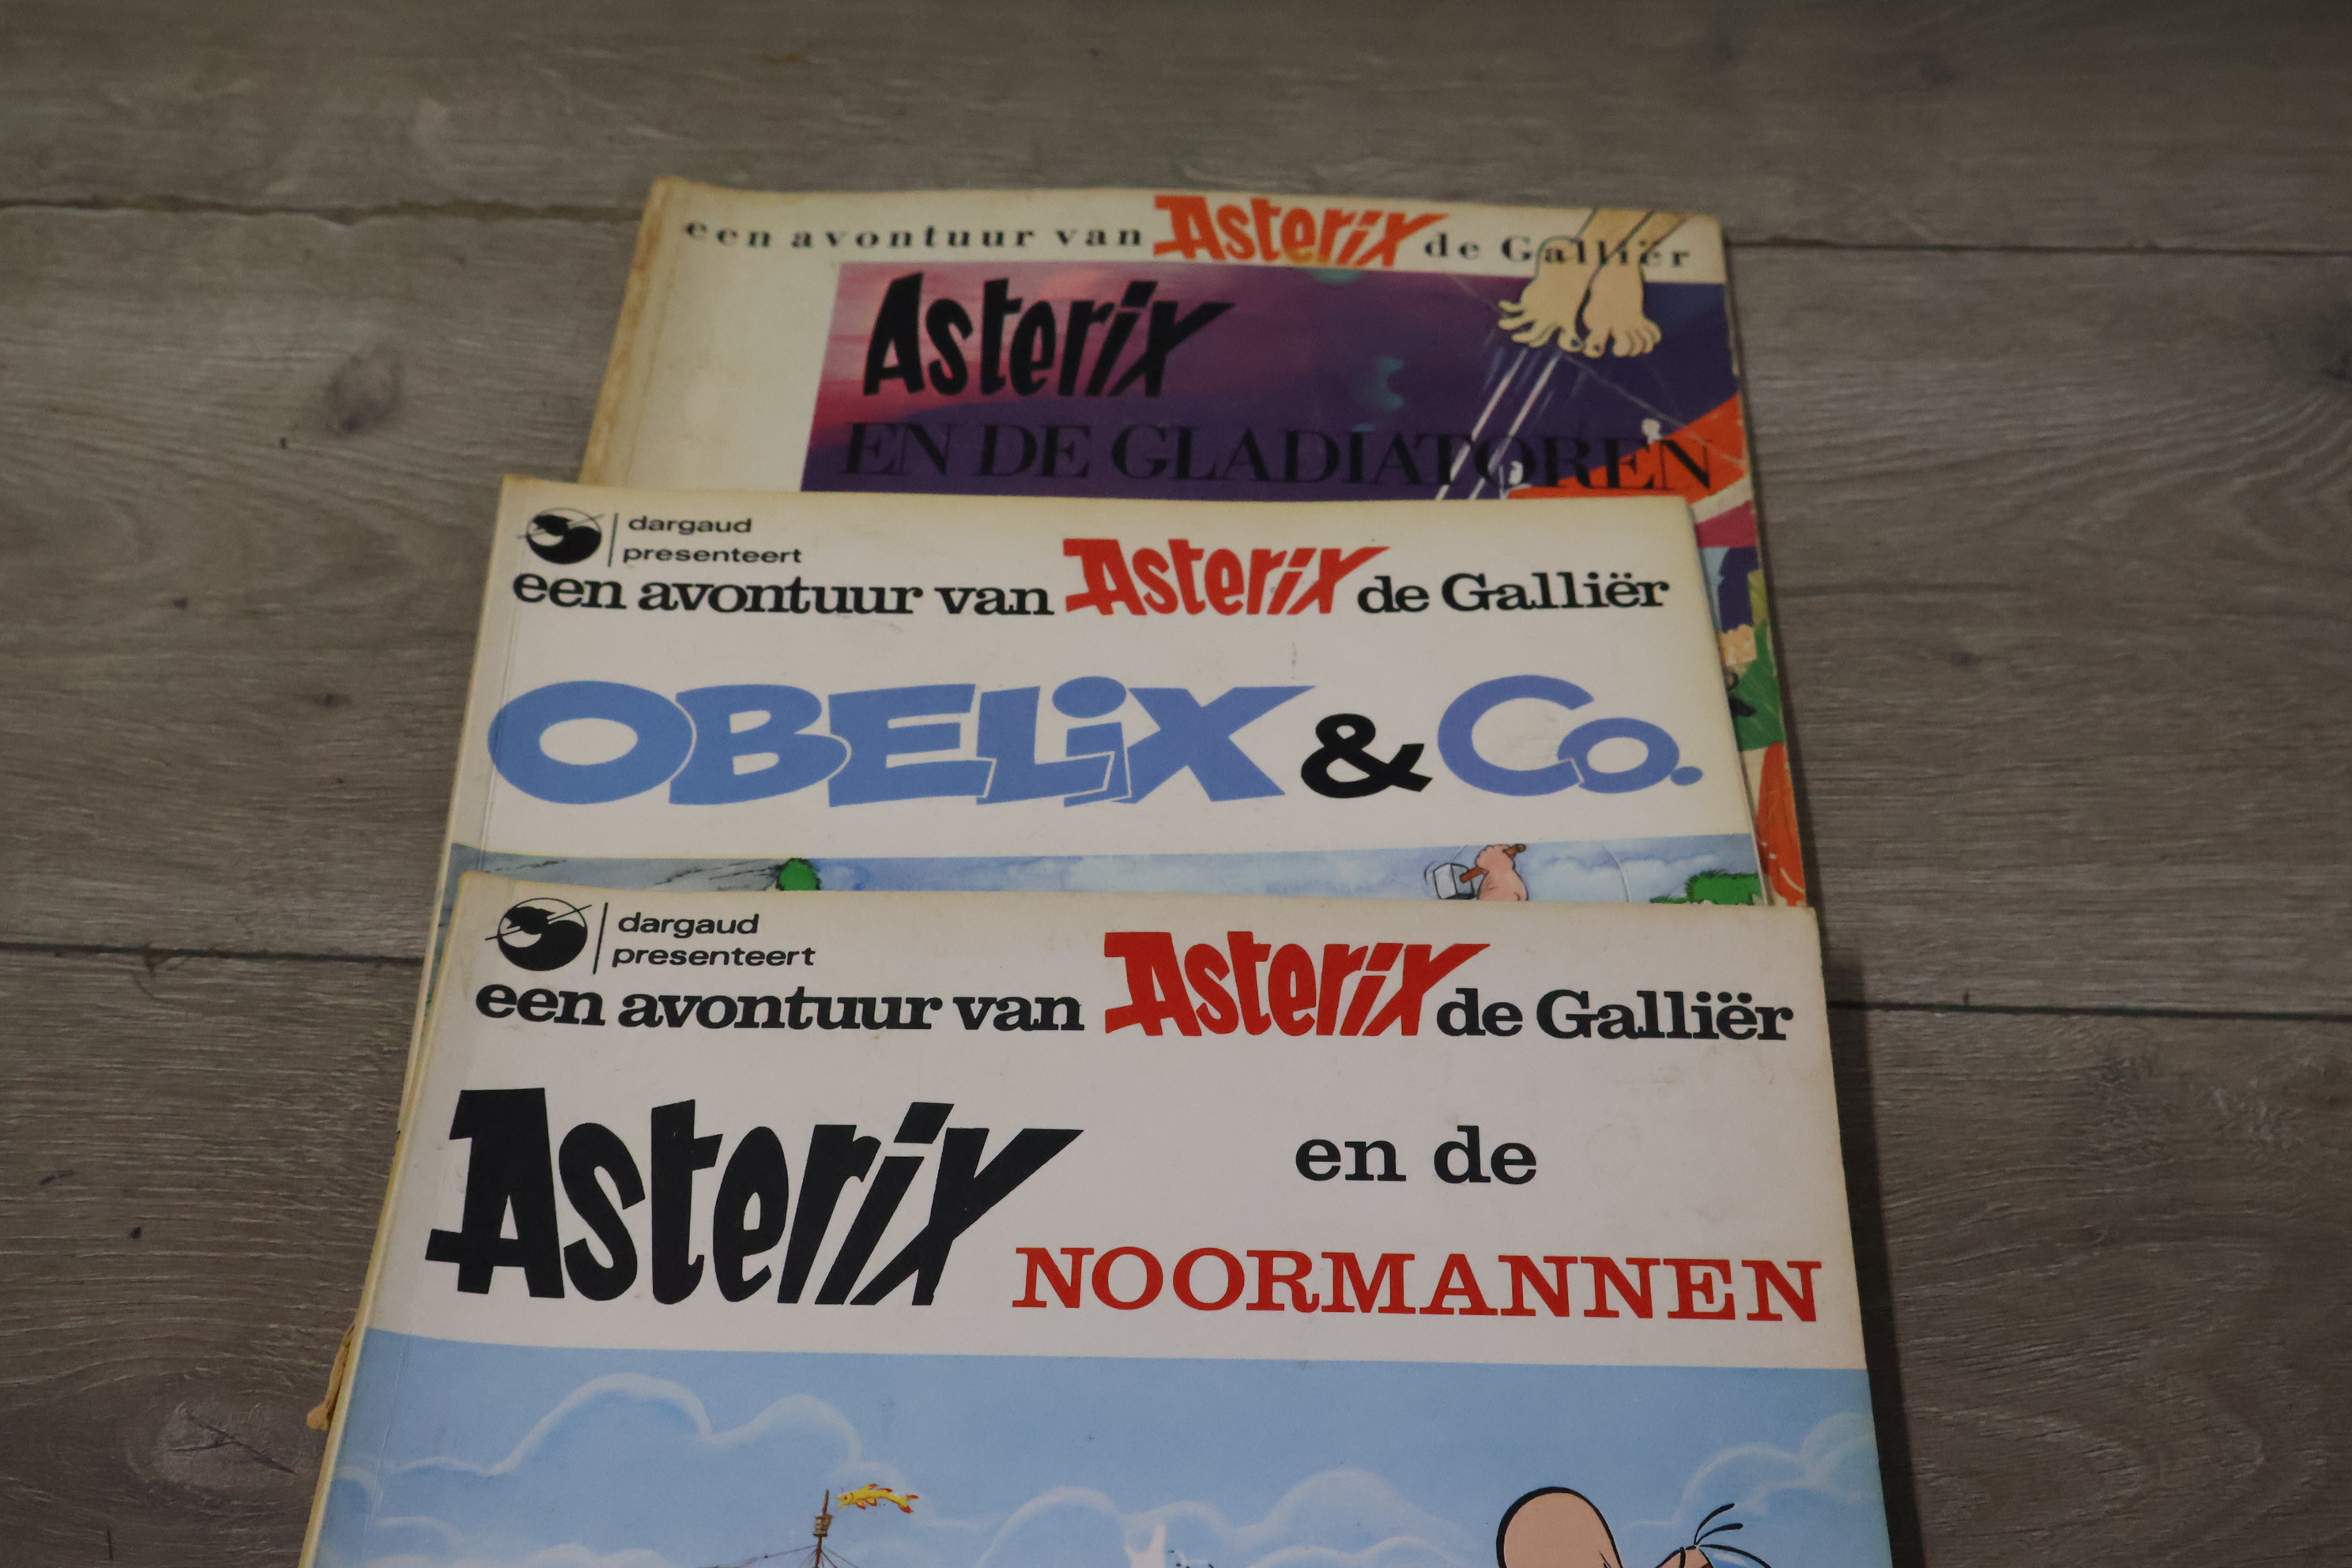 een avontuur van Asterix de Galliër
Asterix
EN DE GLADIATOREN
dargaud
presenteert
een avontuur van Asterix de Galliër
OBELiX & Co.
dargaud
presenteert
een avontuur van Asterix de Galliër
Asterix en de
NOORMANNEN